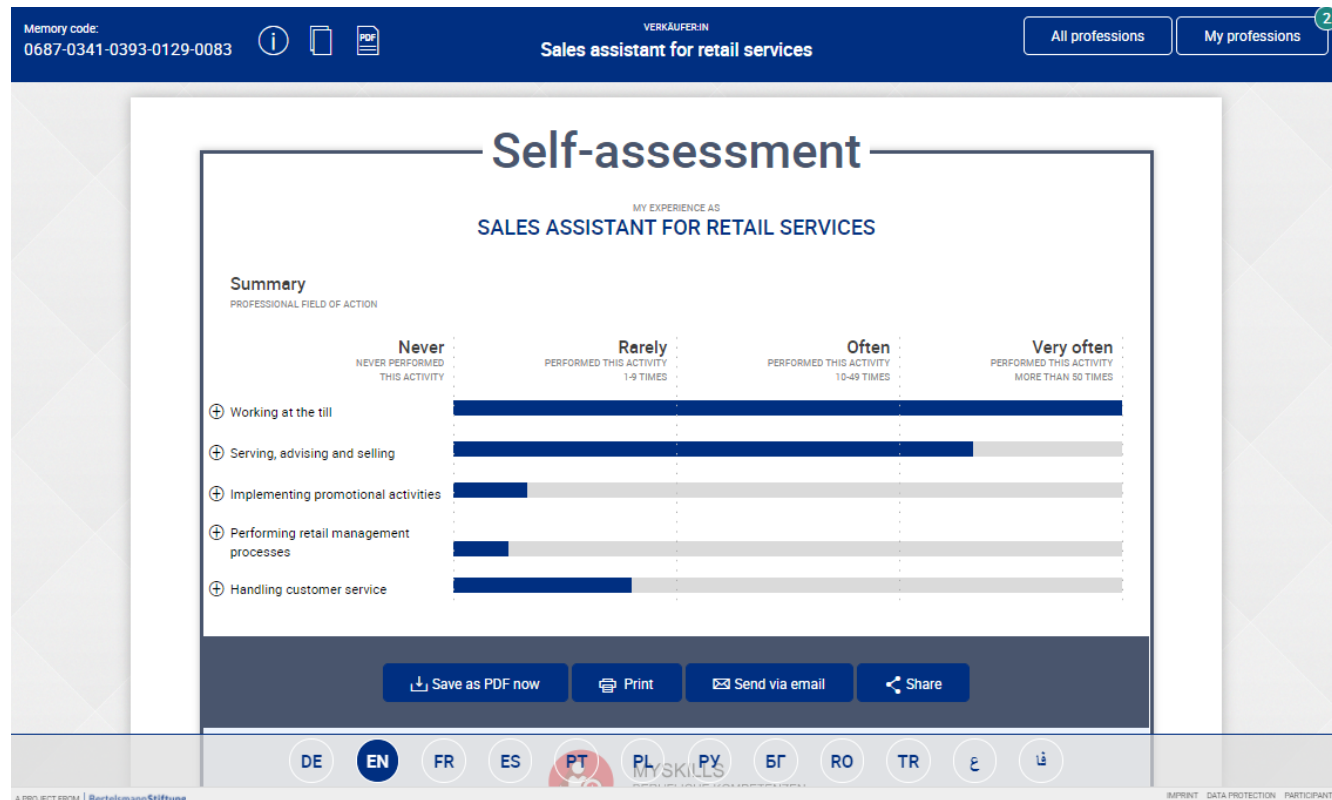 Memory code:
0687-0341-0393-0129-0083
PDF
VERKÄUFER:IN
Sales assistant for retail services
All professions
My professions
2
Self-assessment
MY EXPERIENCE AS
SALES ASSISTANT FOR RETAIL SERVICES
Summary
PROFESSIONAL FIELD OF ACTION
Never
NEVER PERFORMED
THIS ACTIVITY
Rarely
PERFORMED THIS ACTIVITY
1-9 TIMES
Often
PERFORMED THIS ACTIVITY
10-49 TIMES
Very often
PERFORMED THIS ACTIVITY
MORE THAN 50 TIMES
Working at the till
Serving, advising and selling
Implementing promotional activities
Performing retail management
processes
Handling customer service
Save as PDF now
Print
Send via email
Share
DE
EN
FR
ES
PT
PL
РУ
БГ
RO
TR
ع
فا
MYSKILLS
BERUFLICHE KOMPETENZEN
A PROJECT FROM
BertelsmannStiftung
IMPRINT DATA PROTECTION PARTICIPANT